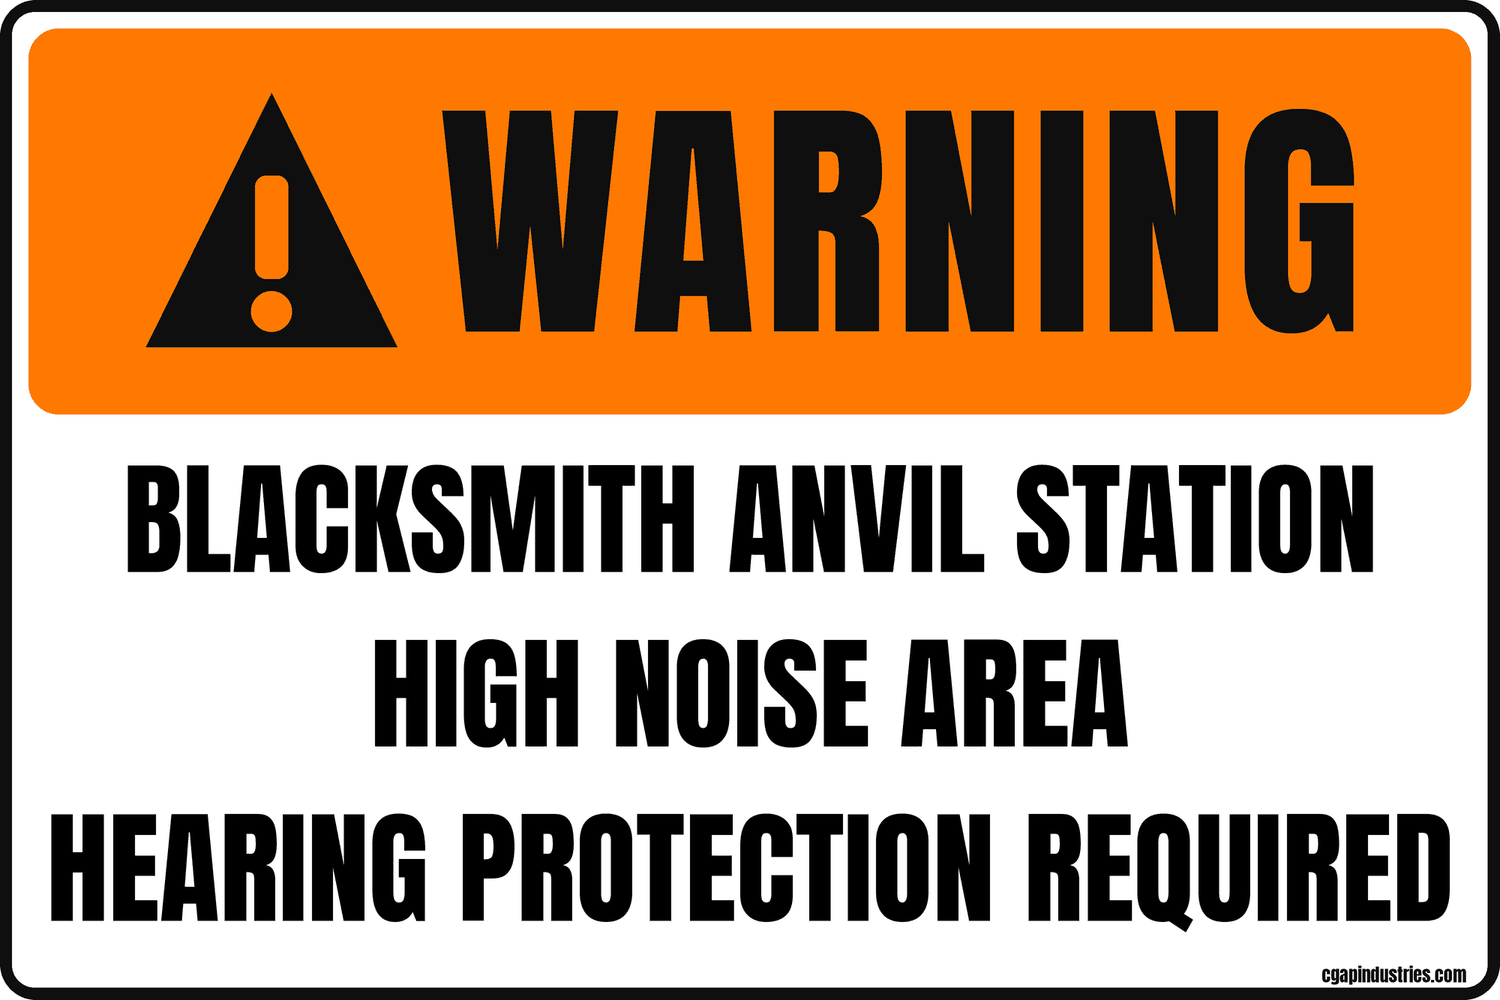 WARNING
BLACKSMITH ANVIL STATION
HIGH NOISE AREA
HEARING PROTECTION REQUIRED
cgapindustries.com